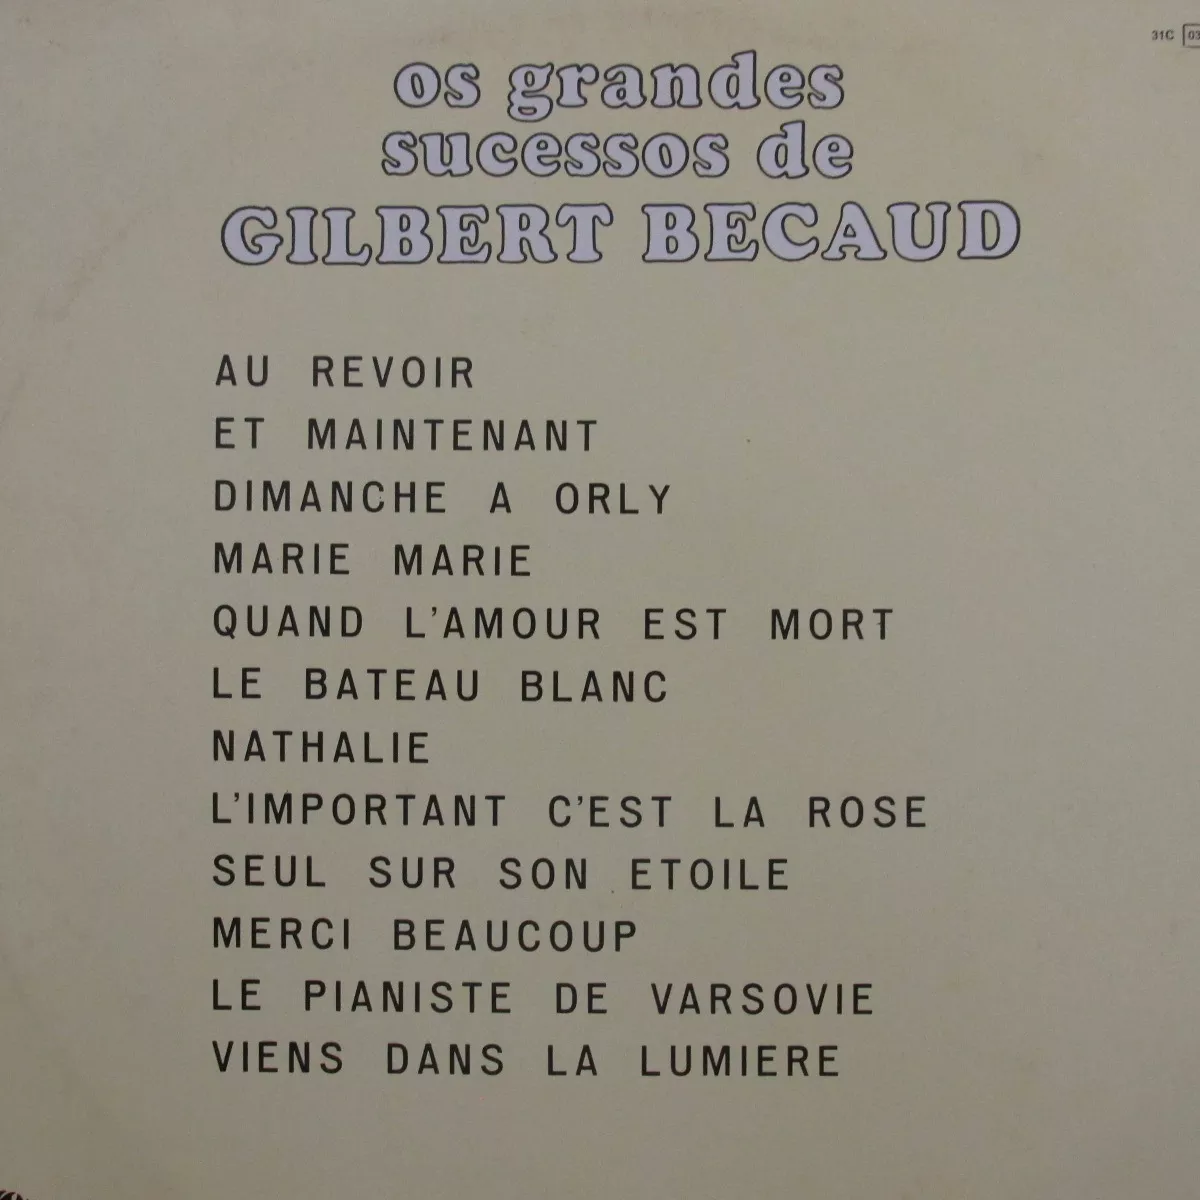 31C
os grandes
sucessos de
GILBERT BECAUD
AU REVOIR
ET MAINTENANT
DIMANCHE A ORLY
MARIE MARIE
QUAND L'AMOUR EST MORT
LE BATEAU BLANC
NATHALIE
L'IMPORTANT C'EST LA ROSE
SEUL SUR SON ETOILE
MERCI BEAUCOUP
LE PIANISTE DE VARSOVIE
VIENS DANS LA LUMIERE